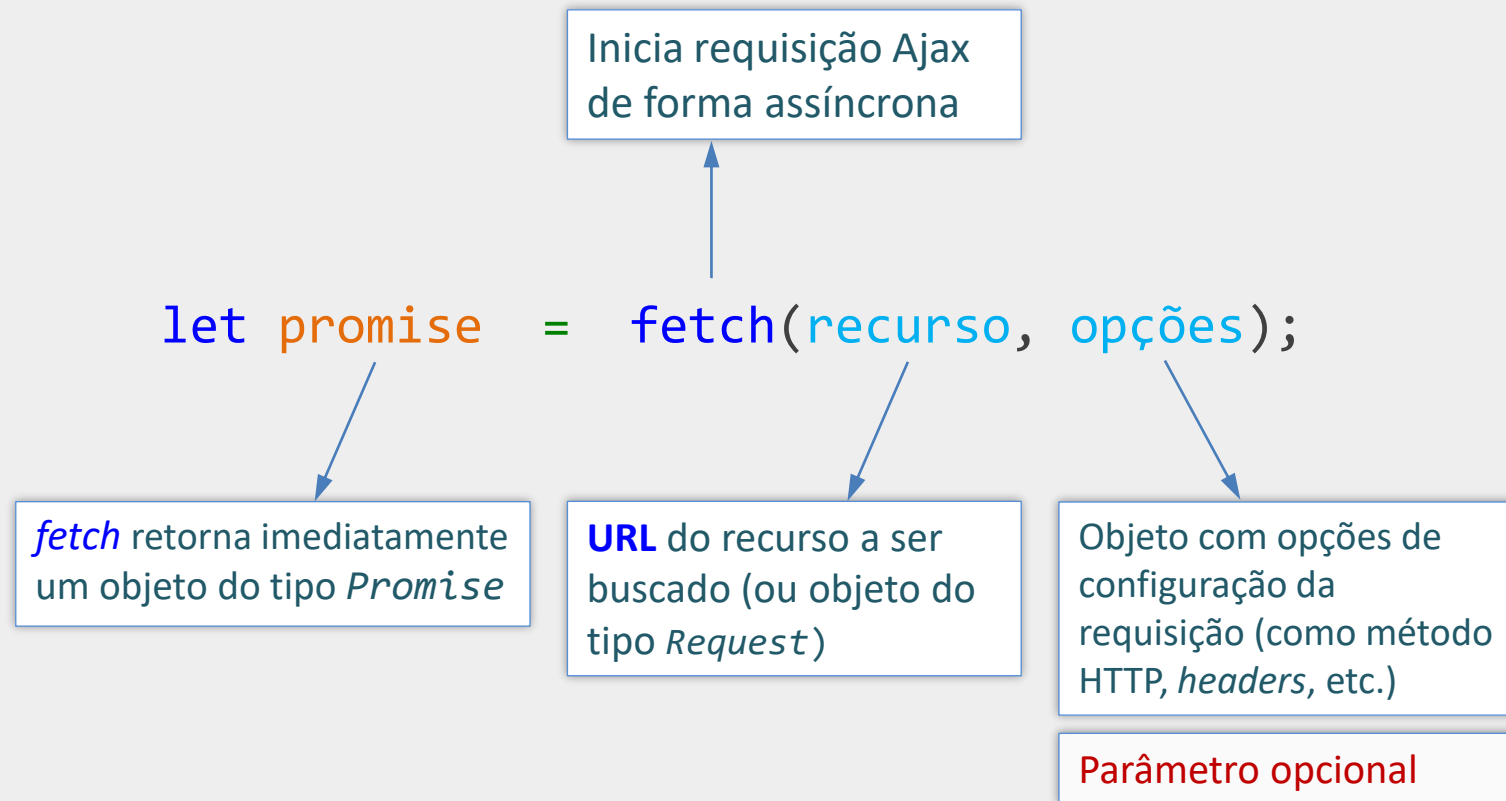 Inicia requisição Ajax
de forma assíncrona
let promise = fetch(recurso, opções);
fetch retorna imediatamente
um objeto do tipo Promise
URL do recurso a ser
buscado (ou objeto do
tipo Request)
Objeto com opções de
configuração da
requisição (como método
HTTP, headers, etc.)
Parâmetro opcional